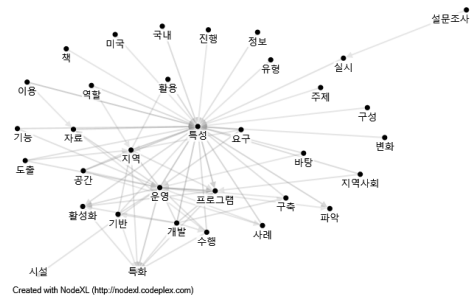 설문조사
국내
미국
진행
정보
책
실시
유형
이용
역할
활용
주제
구성
기능
자료
특성
요구
변화
지역
바탕
도출
공간
지역사회
운영
프로그램
구축
활성화
기반
개발
파악
수행
사례
시설
특화
Created with NodeXL (http://nodexl.codeplex.com)